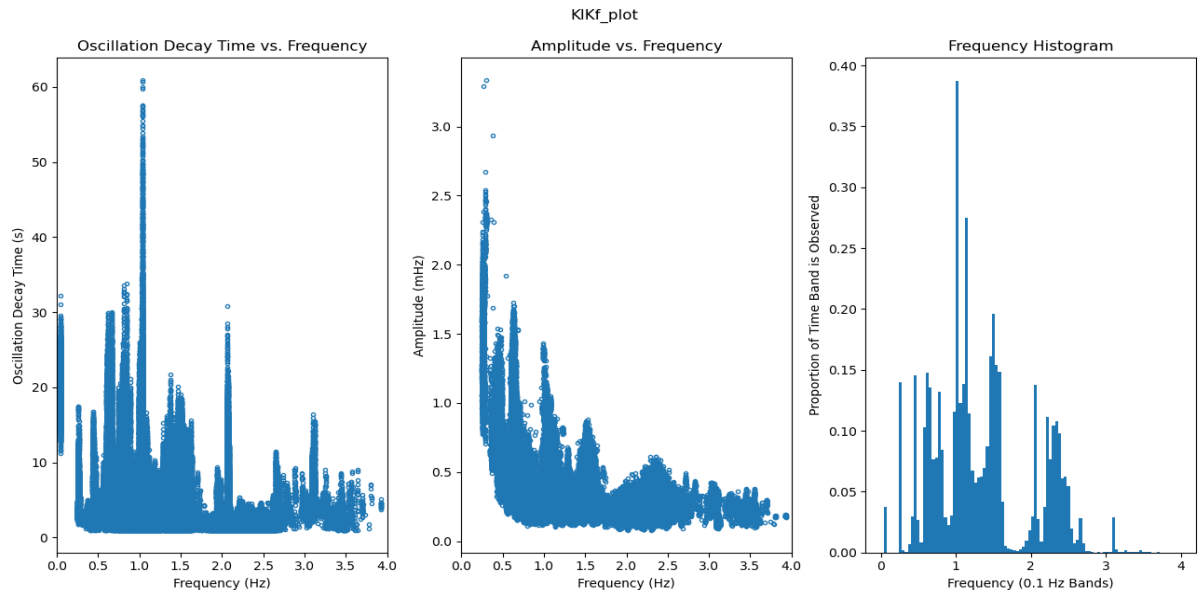 KIKf_plot
Oscillation Decay Time vs. Frequency
Oscillation Decay Time (s)
60
50
40
30
20
10
0
0.0 0.5 1.0 1.5 2.0 2.5 3.0 3.5 4.0
Frequency (Hz)
Amplitude vs. Frequency
Amplitude (mHz)
3.0
2.5
2.0
1.5
1.0
0.5
0.0
0.0 0.5 1.0 1.5 2.0 2.5 3.0 3.5 4.0
Frequency (Hz)
Frequency Histogram
Proportion of Time Band is Observed
0.40
0.35
0.30
0.25
0.20
0.15
0.10
0.05
0.00
0 1 2 3 4
Frequency (0.1 Hz Bands)